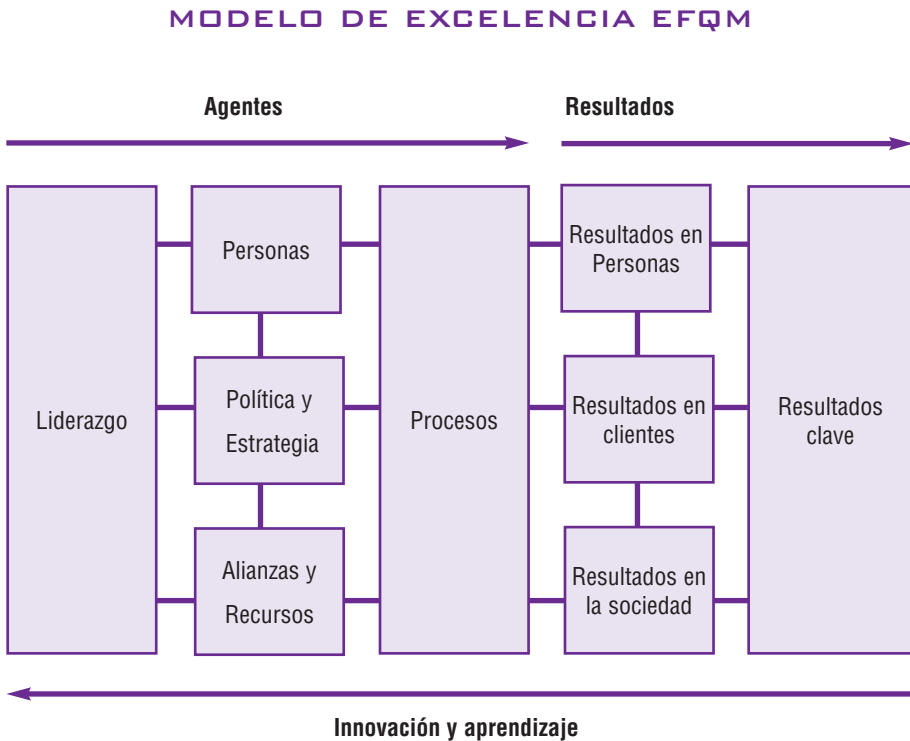 MODELO DE EXCELENCIA EFQM
Agentes
Resultados
Liderazgo
Personas
Política y
Estrategia
Alianzas y
Recursos
Procesos
Resultados en
Personas
Resultados en
clientes
Resultados en
la sociedad
Resultados
clave
Innovación y aprendizaje